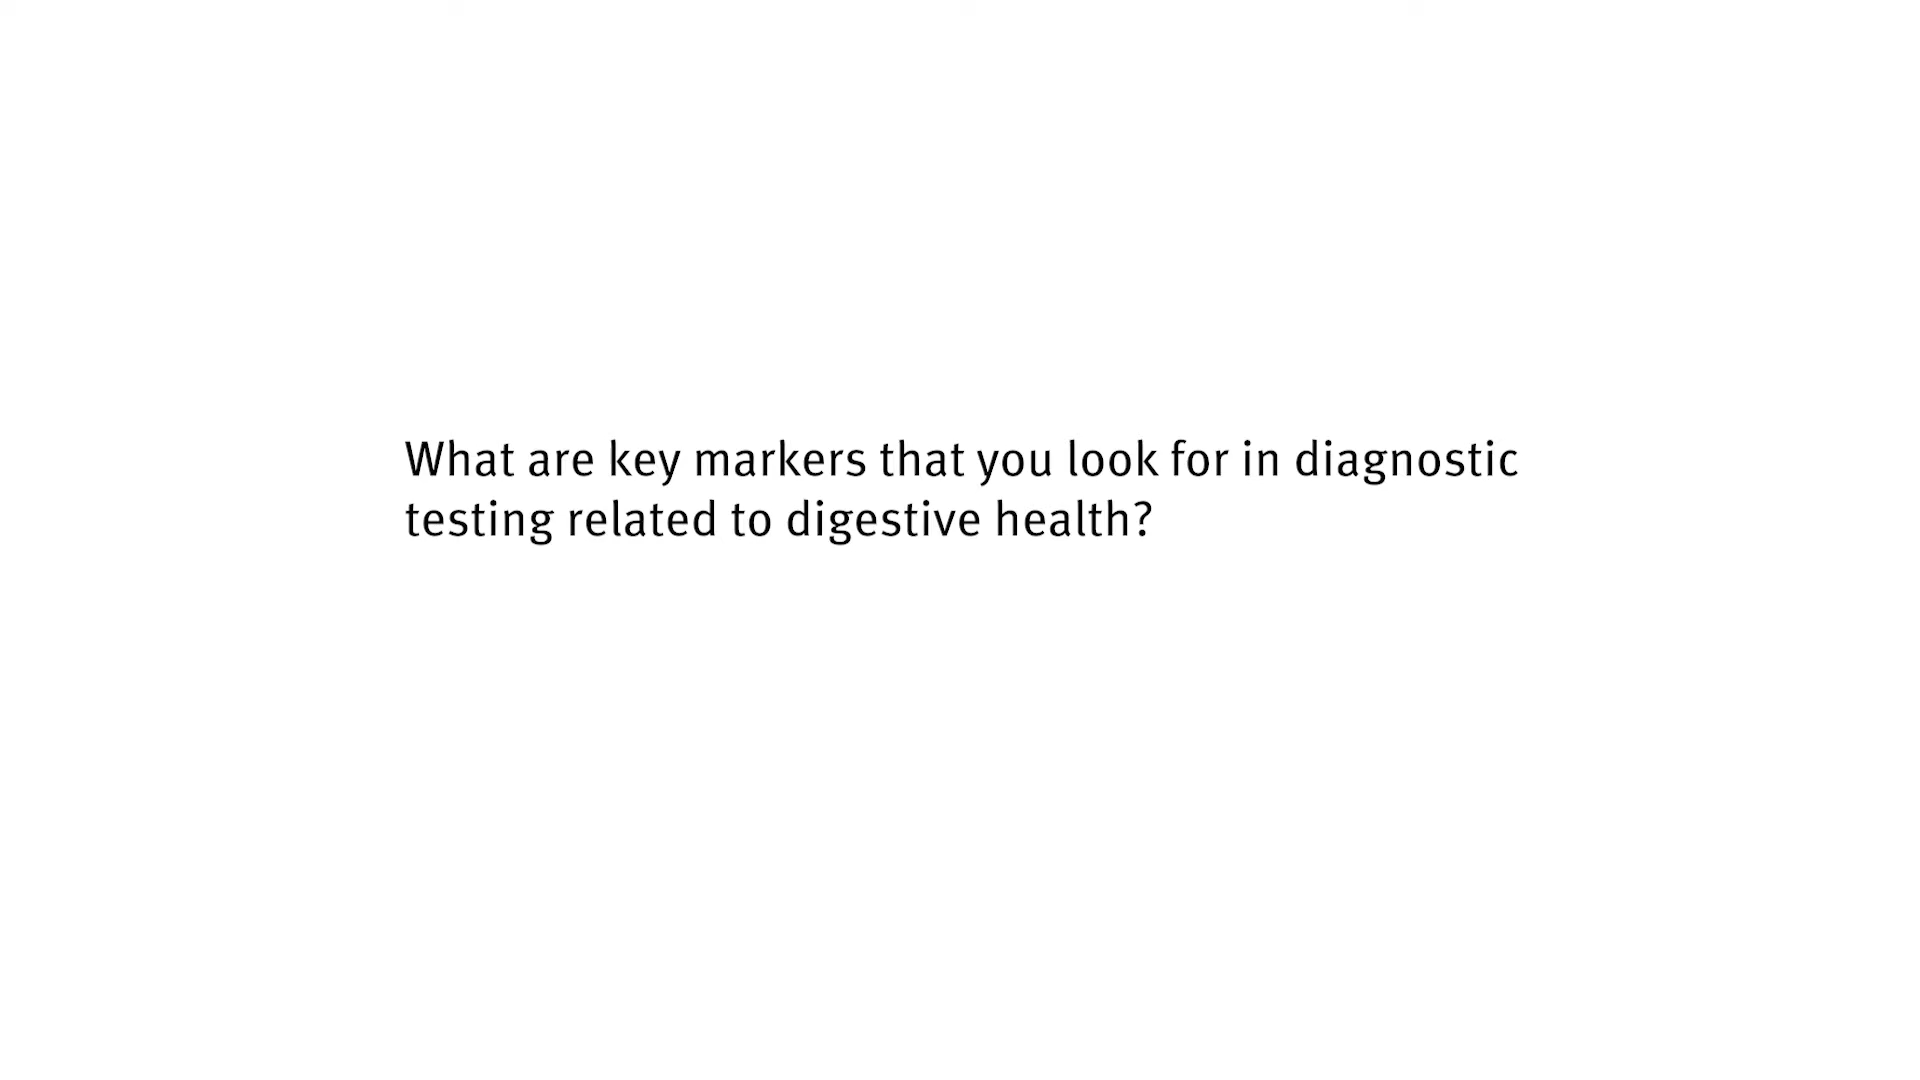 What are key markers that you look for in diagnostic
testing related to digestive health?